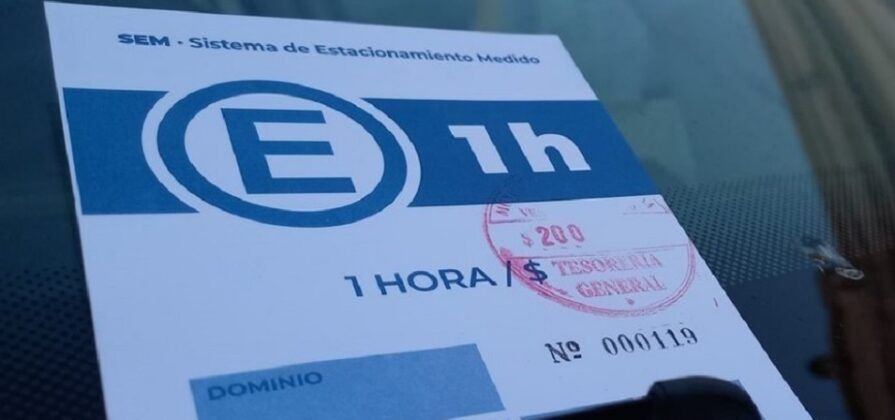 SEM · Sistema de Estacionamiento Medido
E 1h
$ 200
1 HORA / $
TESORERIA
GENERAL
Nº 000119
DOMINIO